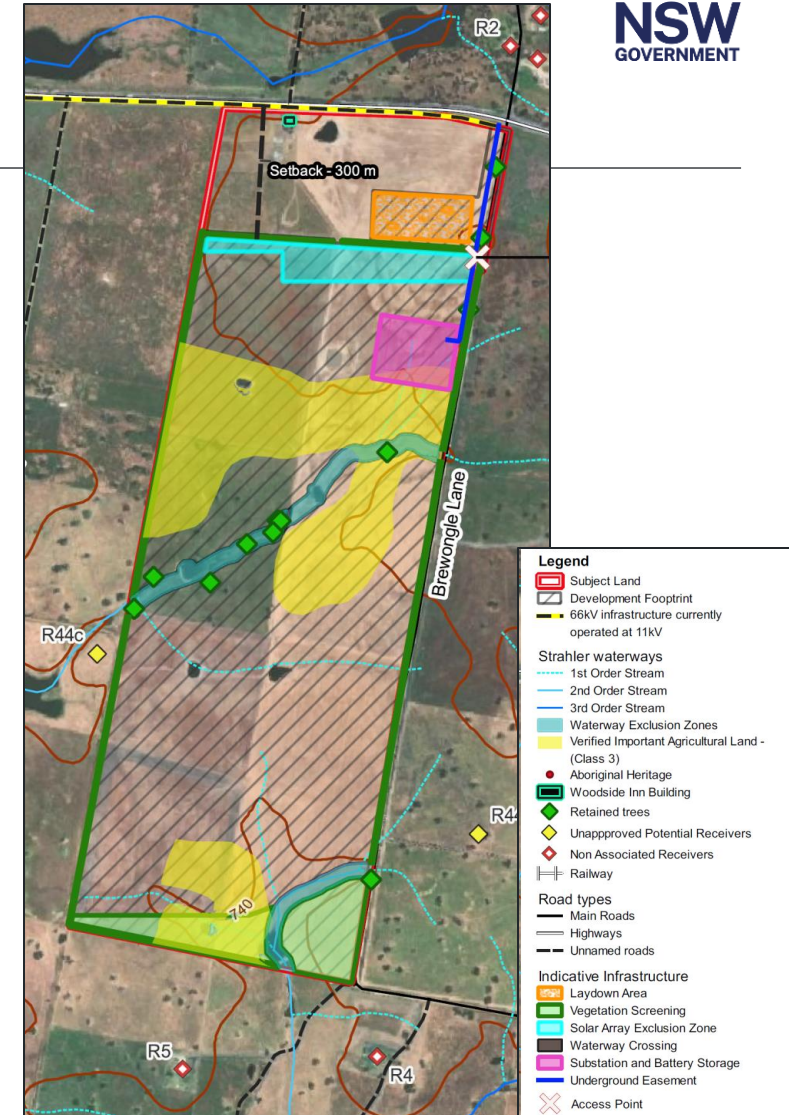 NSW
GOVERNMENT
R2
Setback - 300 m
Brewongle Lane
R44c
R44
740
R5
R4
Legend
Subject Land
Development Fooptrint
66kV infrastructure currently
operated at 11kV
Strahler waterways
1st Order Stream
2nd Order Stream
3rd Order Stream
Waterway Exclusion Zones
Verified Important Agricultural Land -
(Class 3)
Aboriginal Heritage
Woodside Inn Building
Retained trees
Unappproved Potential Receivers
Non Associated Receivers
Railway
Road types
Main Roads
Highways
Unnamed roads
Indicative Infrastructure
Laydown Area
Vegetation Screening
Solar Array Exclusion Zone
Waterway Crossing
Substation and Battery Storage
Underground Easement
Access Point